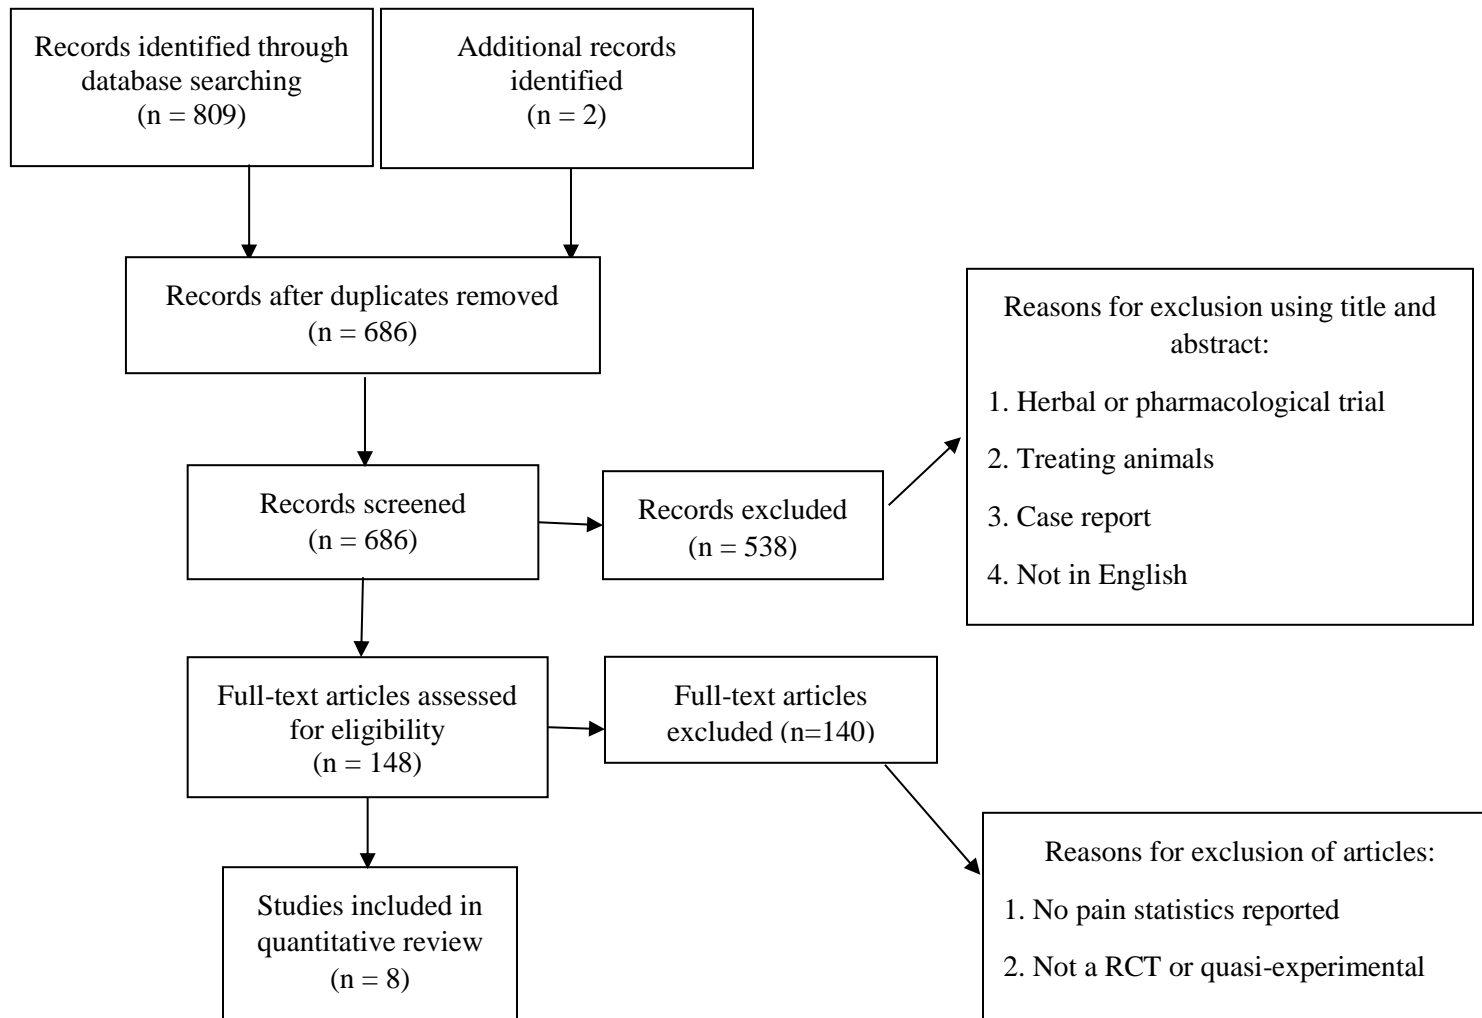 Records identified through
database searching
(n = 809)
Additional records
identified
(n = 2)
Records after duplicates removed
(n = 686)
Reasons for exclusion using title and
abstract:
1. Herbal or pharmacological trial
2. Treating animals
3. Case report
4. Not in English
Records screened
(n = 686)
Records excluded
(n = 538)
Full-text articles assessed
for eligibility
(n = 148)
Full-text articles
excluded (n=140)
Reasons for exclusion of articles:
1. No pain statistics reported
2. Not a RCT or quasi-experimental
Studies included in
quantitative review
(n = 8)